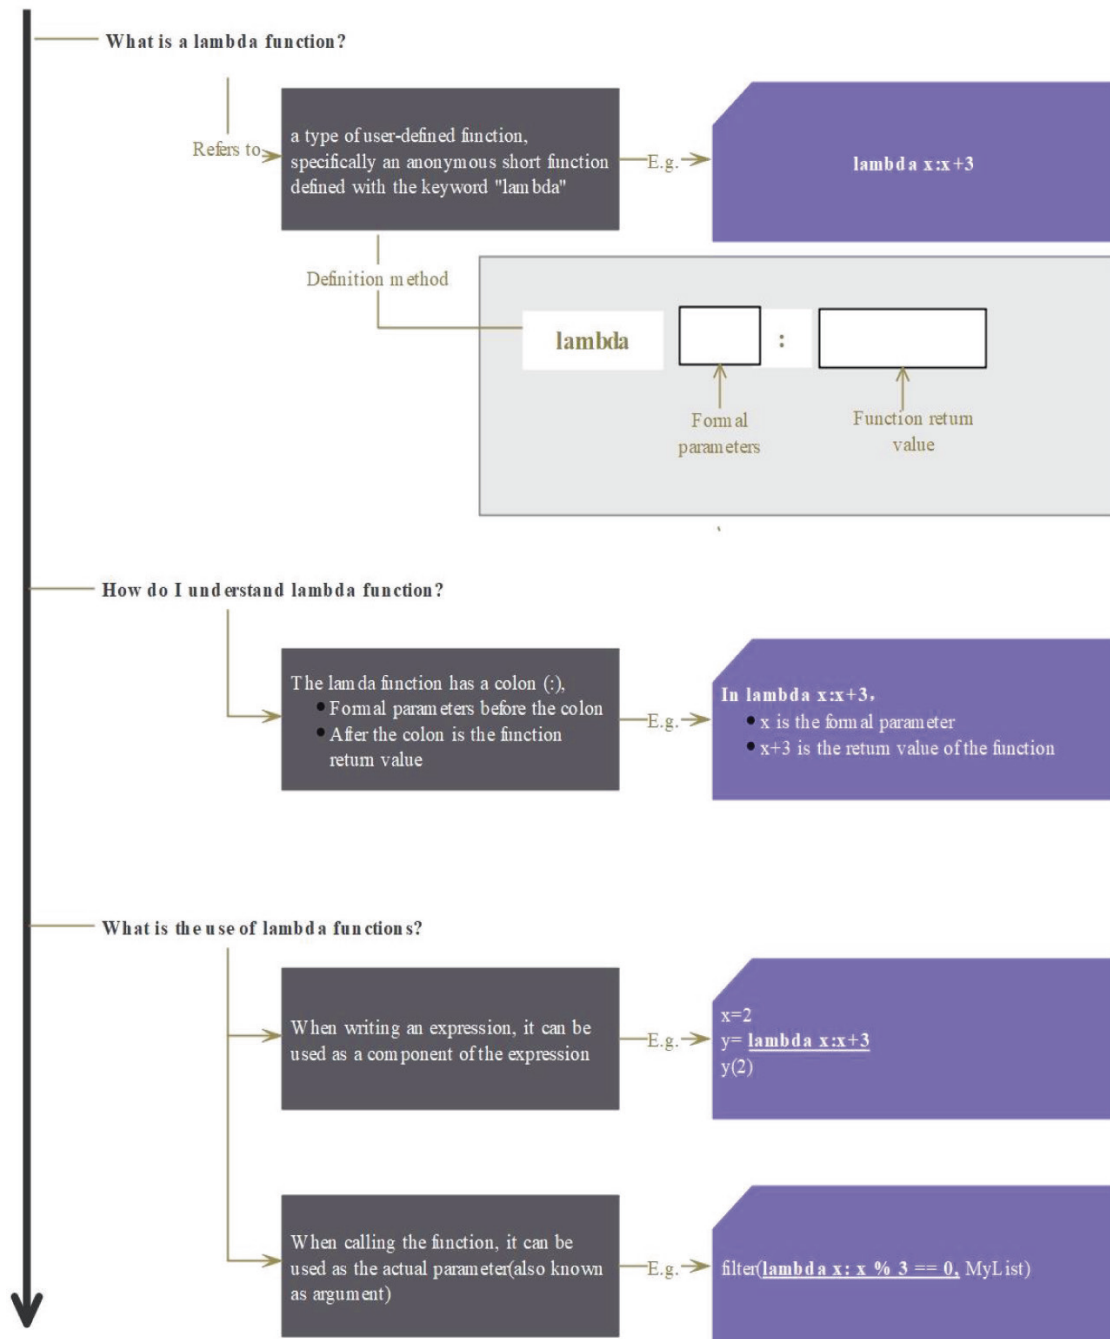 What is a lambda function?
Refers to
a type of user-defined function,
specifically an anonymous short function
defined with the keyword "lambda"
E.g.
lambda x:x+3
Definition method
lambda
:
Formal
parameters
Function return
value
How do I understand lambda function?
The lamda function has a colon (:),
● Formal parameters before the colon
● After the colon is the function
return value
E.g.
In lambda x:x+3,
● x is the formal parameter
● x+3 is the return value of the function
What is the use of lambda functions?
When writing an expression, it can be
used as a component of the expression
E.g.
x=2
y= lambda x:x+3
y(2)
When calling the function, it can be
used as the actual parameter(also known
as argument)
E.g.
filter(lambda x: x % 3 == 0, MyList)